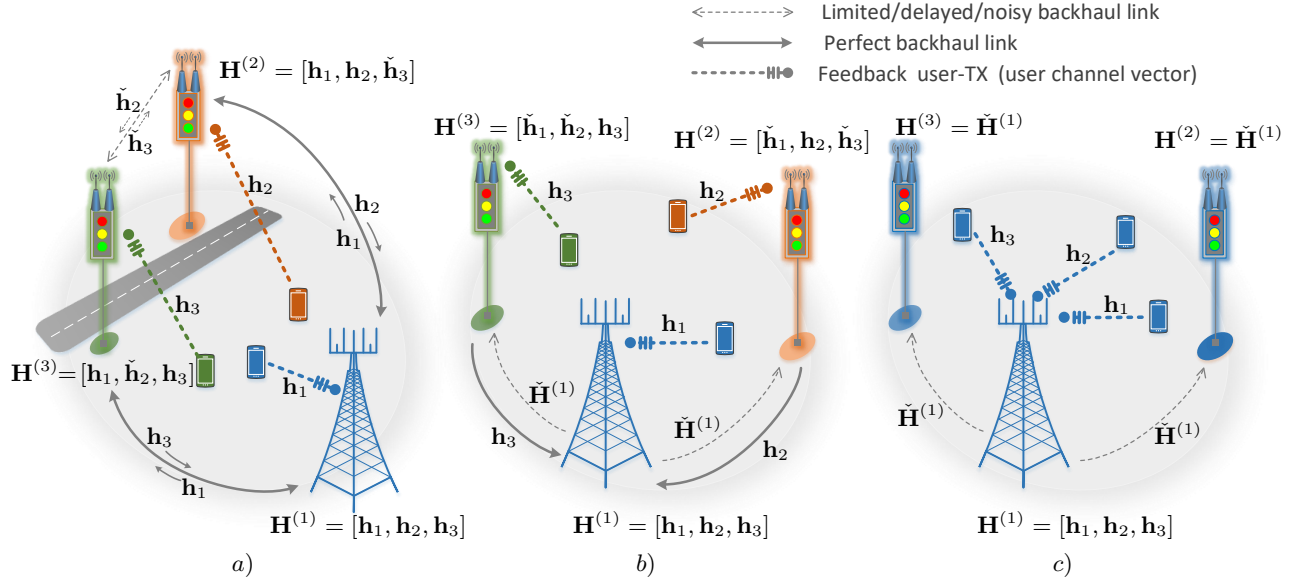 Limited/delayed/noisy backhaul link
Perfect backhaul link
Feedback user-TX (user channel vector)
H^(2) = [h_1, h_2, ȟ_3]
ȟ_2
ȟ_3
h_2
h_2
h_1
h_3
H^(3) = [h_1, ȟ_2, h_3]
h_1
h_3
h_1
H^(1) = [h_1, h_2, h_3]
a)
H^(3) = [ȟ_1, ȟ_2, h_3]
H^(2) = [ȟ_1, h_2, ȟ_3]
h_3
h_2
h_1
Ȟ^(1)
Ȟ^(1)
h_3
h_2
H^(1) = [h_1, h_2, h_3]
b)
H^(3) = Ȟ^(1)
H^(2) = Ȟ^(1)
h_3
h_2
h_1
Ȟ^(1)
Ȟ^(1)
H^(1) = [h_1, h_2, h_3]
c)